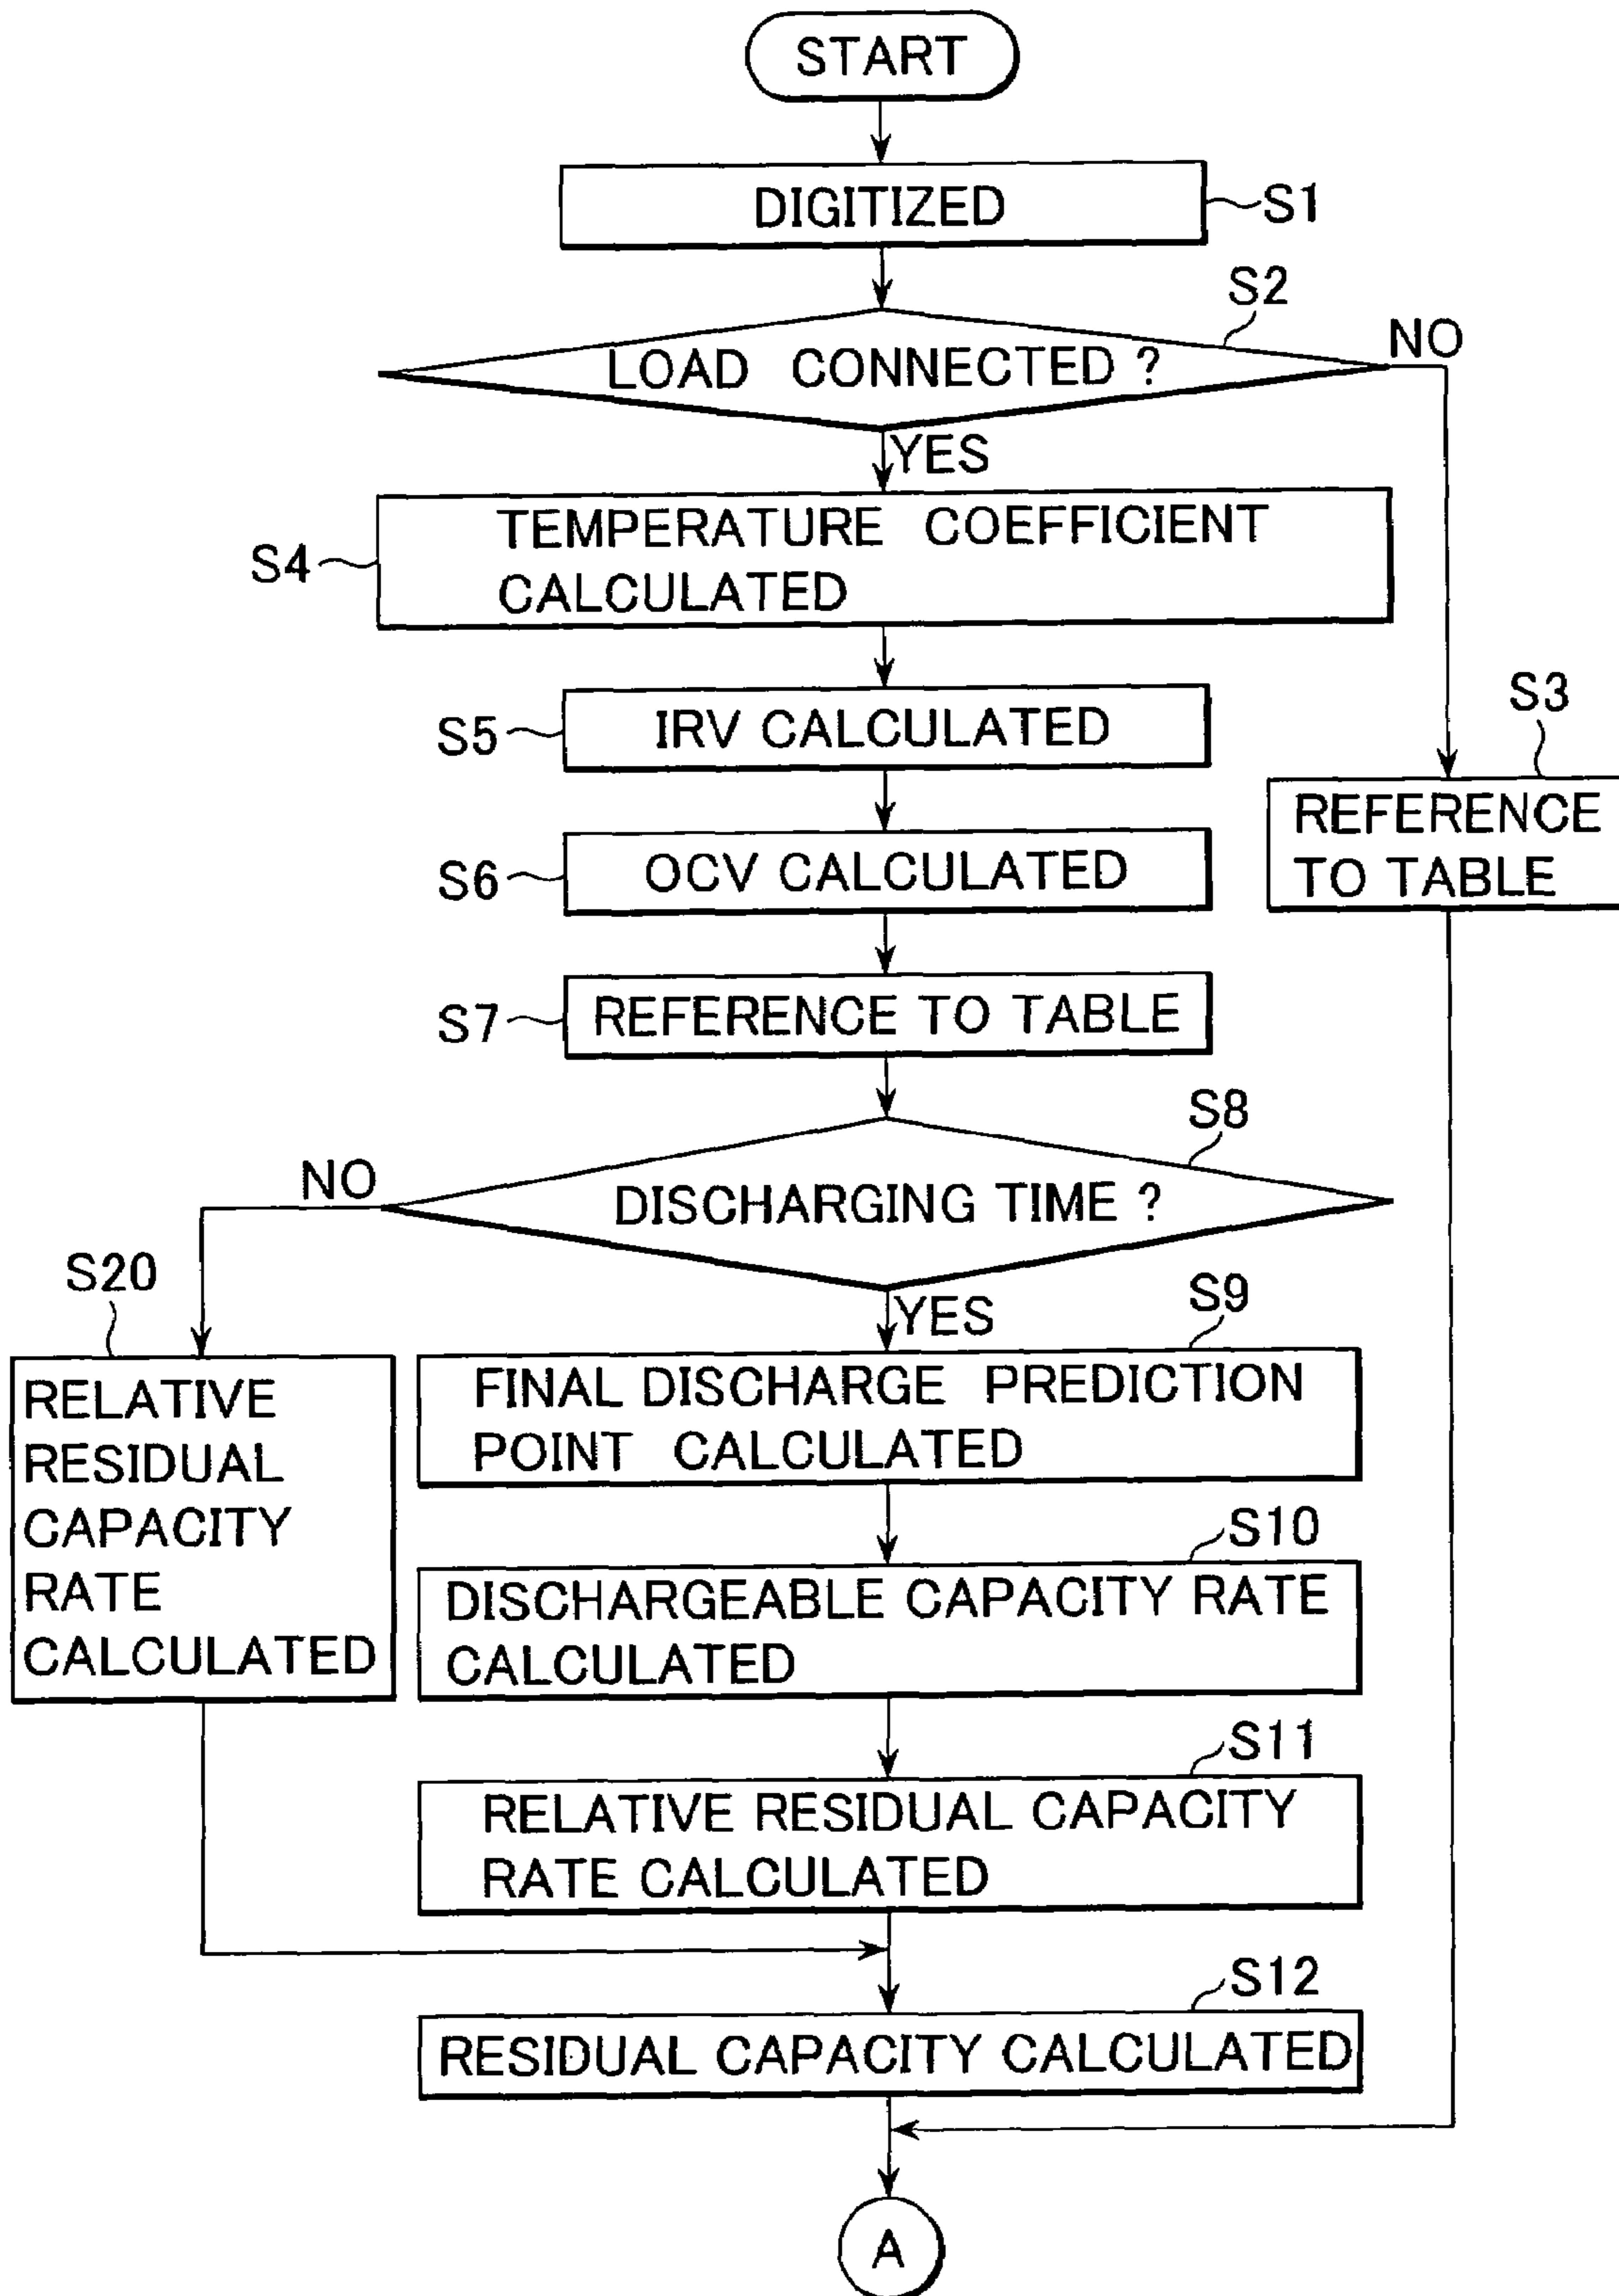 START
DIGITIZED
S1
S2
LOAD CONNECTED ?
NO
YES
S4
TEMPERATURE COEFFICIENT
CALCULATED
S5
IRV CALCULATED
S3
REFERENCE
TO TABLE
S6
OCV CALCULATED
S7
REFERENCE TO TABLE
S8
DISCHARGING TIME ?
NO
YES
S20
RELATIVE
RESIDUAL
CAPACITY
RATE
CALCULATED
S9
FINAL DISCHARGE PREDICTION
POINT CALCULATED
S10
DISCHARGEABLE CAPACITY RATE
CALCULATED
S11
RELATIVE RESIDUAL CAPACITY
RATE CALCULATED
S12
RESIDUAL CAPACITY CALCULATED
A